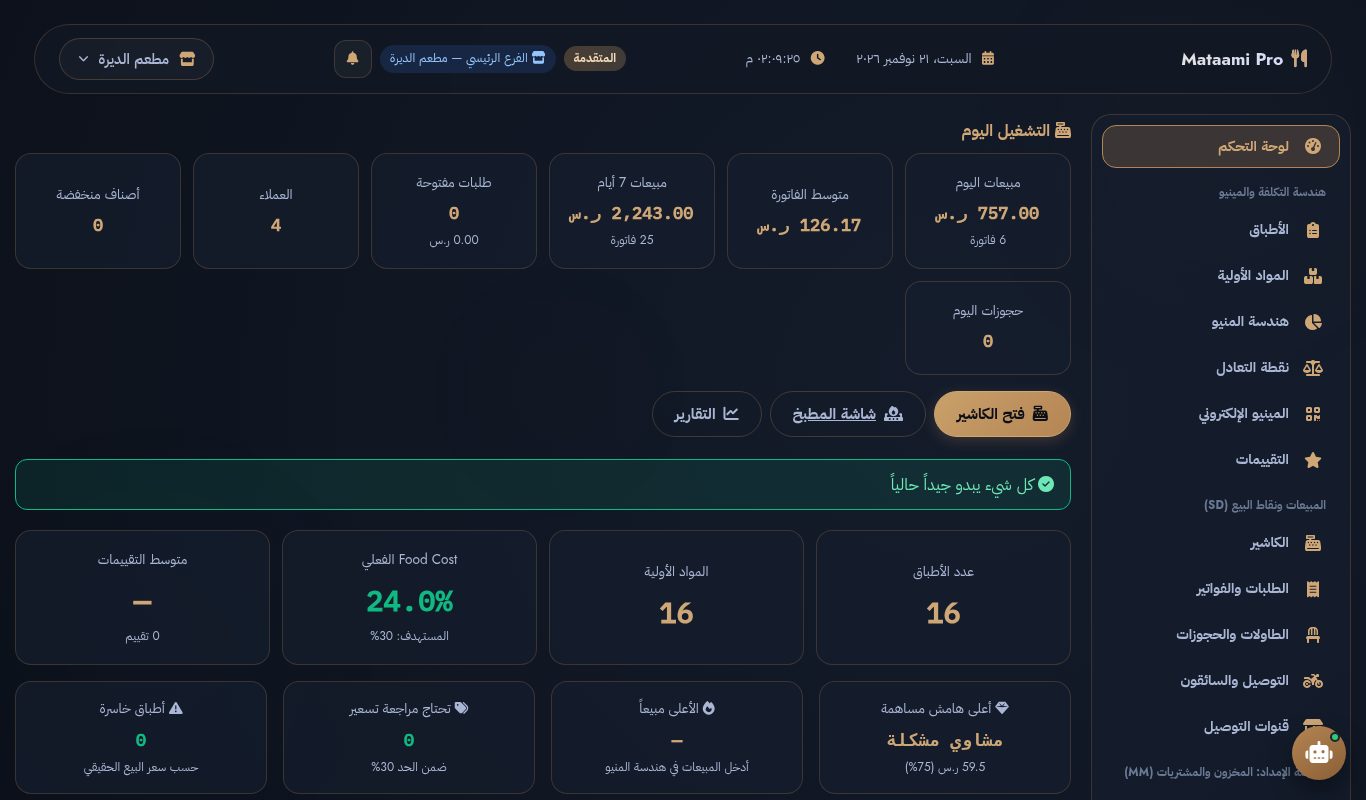 Mataami Pro
السبت، ٢١ نوفمبر ٢٠٢٦
٠٢:٠٩:٢٥ م
المتقدمة
الفرع الرئيسي — مطعم الديرة
مطعم الديرة
لوحة التحكم
هندسة التكلفة والمينيو
الأطباق
المواد الأولية
هندسة المنيو
نقطة التعادل
المينيو الإلكتروني
التقييمات
المبيعات ونقاط البيع (SD)
الكاشير
الطلبات والفواتير
الطاولات والحجوزات
التوصيل والسائقون
قنوات التوصيل
الإمداد: المخزون والمشتريات (MM)
التشغيل اليوم
مبيعات اليوم
757.00 ر.س
6 فاتورة
متوسط الفاتورة
126.17 ر.س
مبيعات 7 أيام
2,243.00 ر.س
25 فاتورة
طلبات مفتوحة
0
0.00 ر.س
العملاء
4
أصناف منخفضة
0
حجوزات اليوم
0
فتح الكاشير
شاشة المطبخ
التقارير
كل شيء يبدو جيداً حالياً
عدد الأطباق
16
المواد الأولية
16
Food Cost الفعلي
24.0%
المستهدف: 30%
متوسط التقييمات
—
0 تقييم
أعلى هامش مساهمة
مشاوي مشكلة
59.5 ر.س (75%)
الأعلى مبيعاً
—
أدخل المبيعات في هندسة المنيو
تحتاج مراجعة تسعير
0
ضمن الحد 30%
أطباق خاسرة
0
حسب سعر البيع الحقيقي